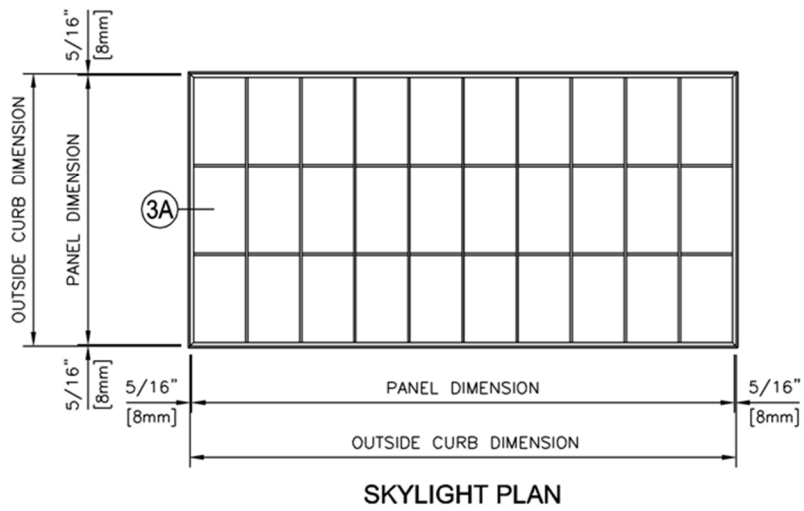 5/16"
[8mm]
OUTSIDE CURB DIMENSION
PANEL DIMENSION
3A
5/16"
[8mm]
5/16"
[8mm]
PANEL DIMENSION
5/16"
[8mm]
OUTSIDE CURB DIMENSION
SKYLIGHT PLAN